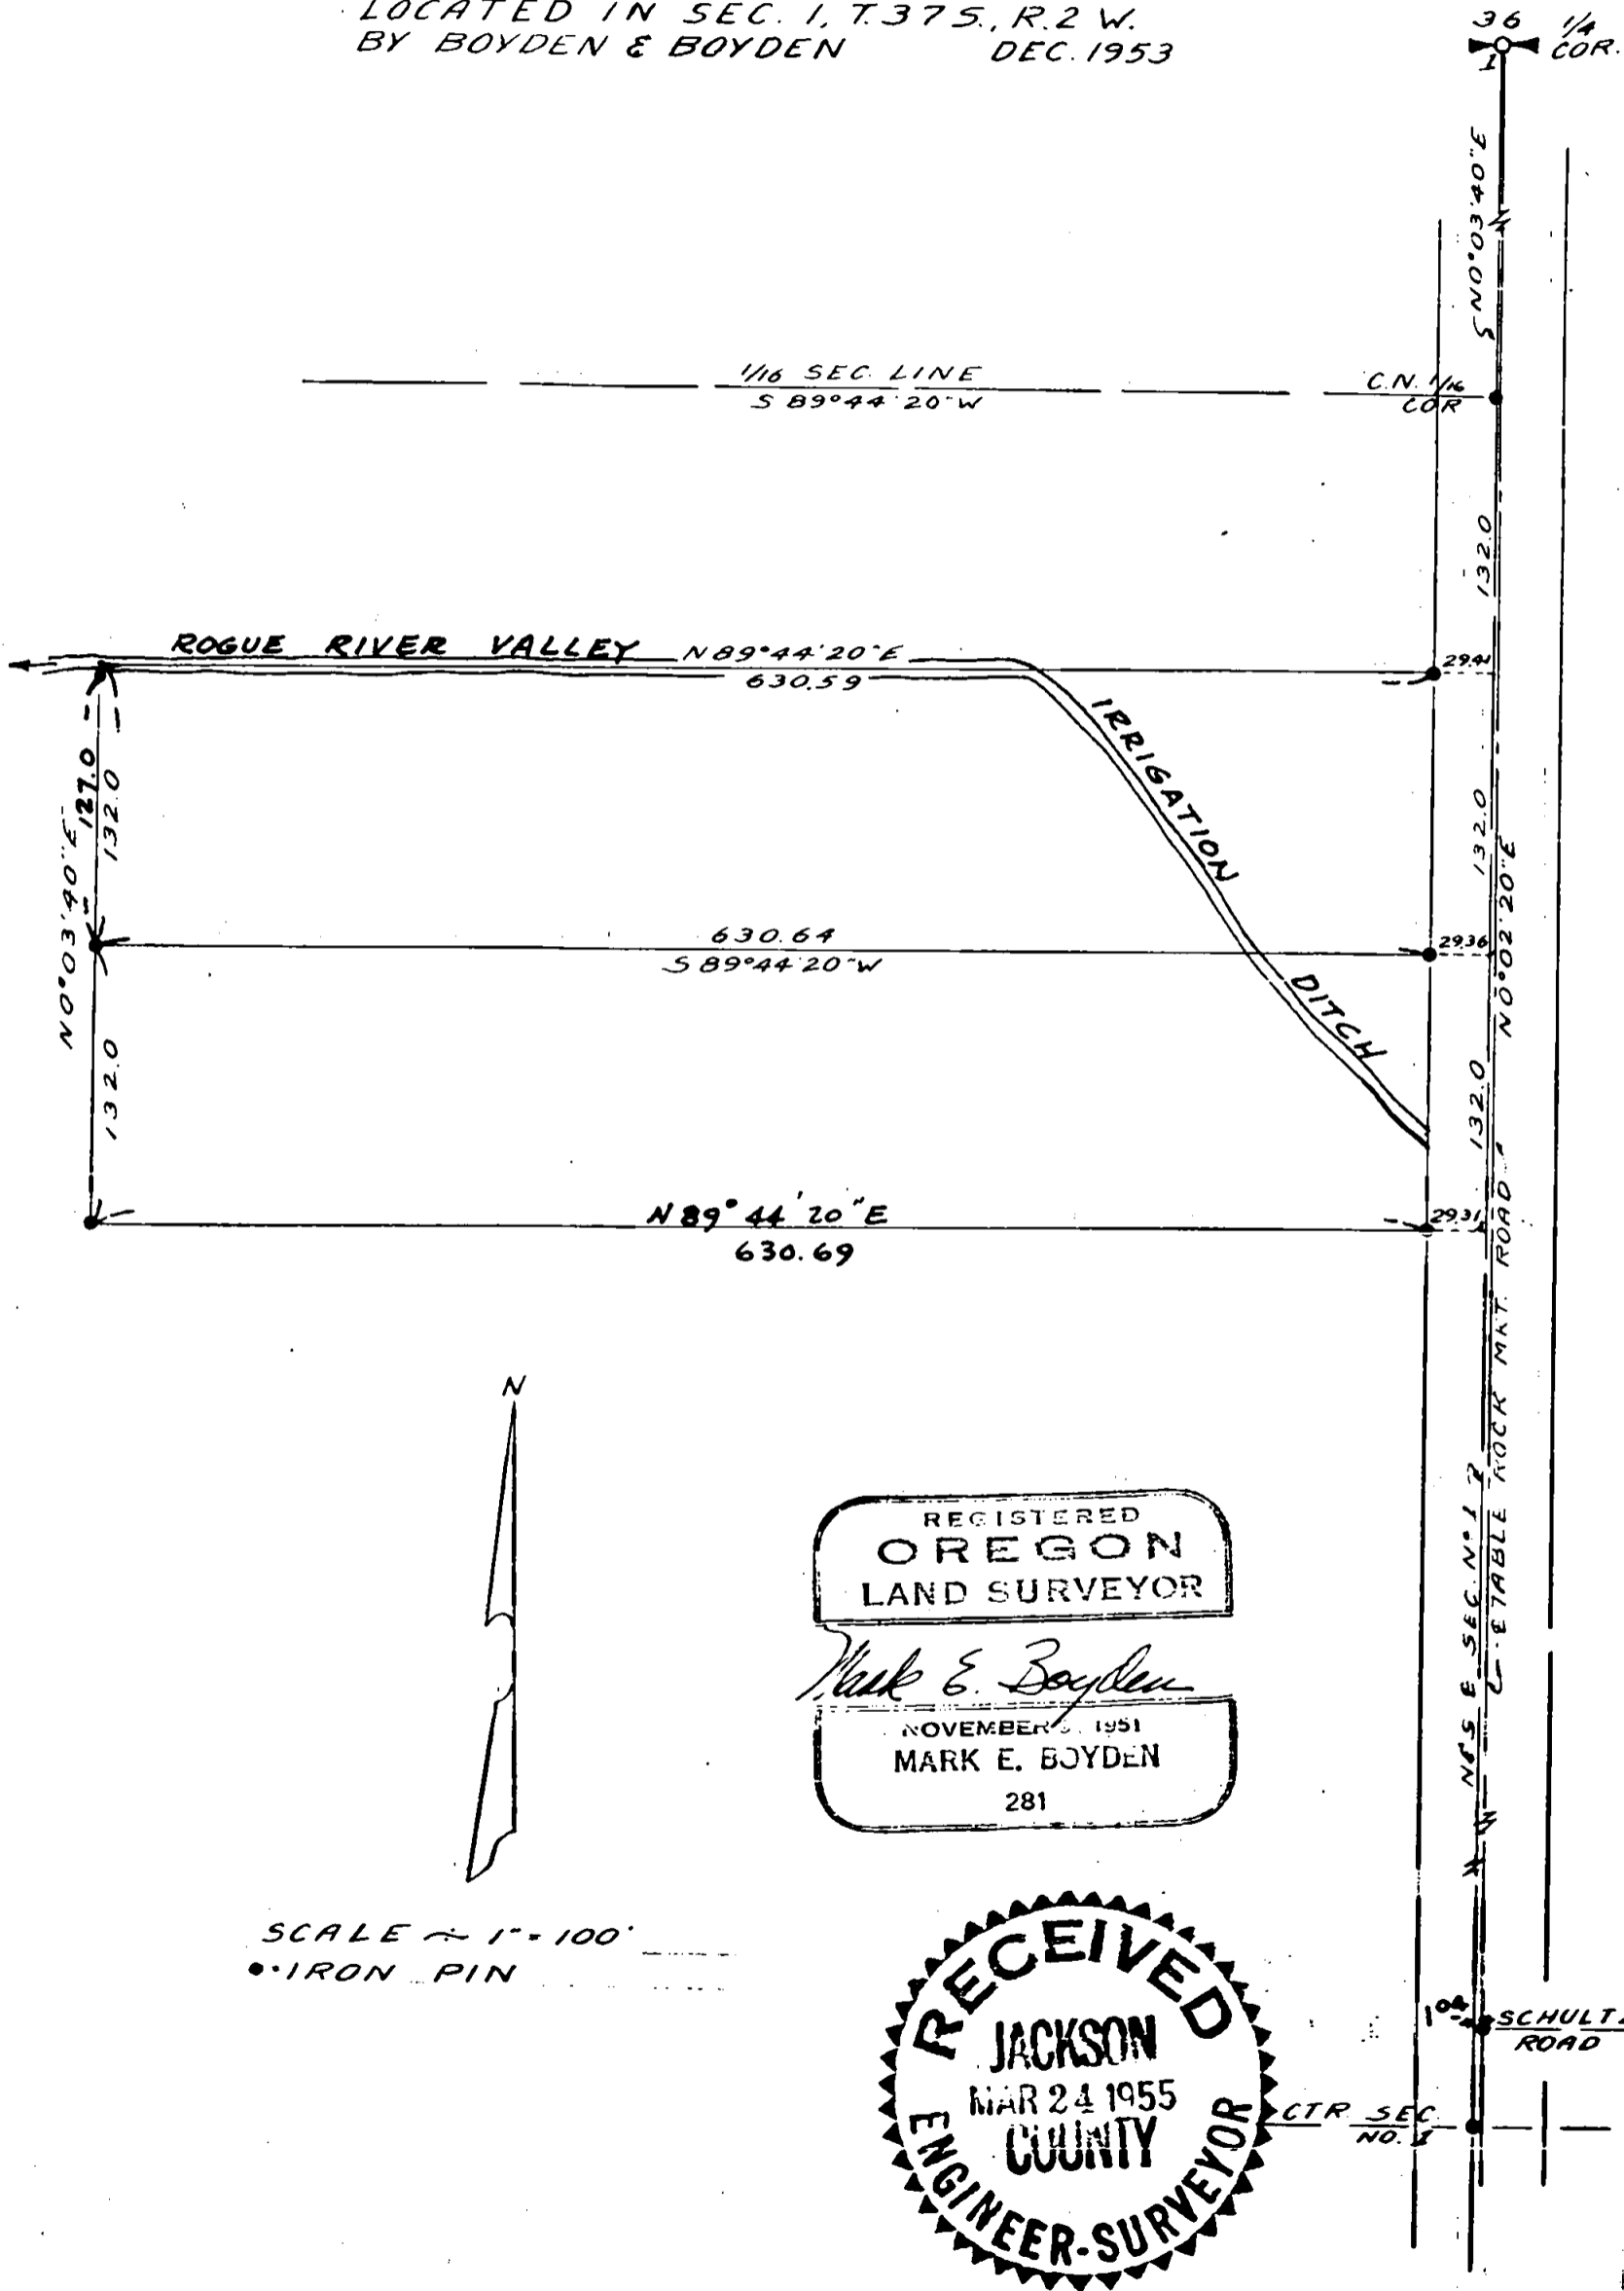 LOCATED IN SEC. 1, T.37S., R.2 W.
BY BOYDEN & BOYDEN DEC. 1953
36 1/4
1 COR.
N0°03'40"E
1/16 SEC. LINE
S 89°44'20"W
C.N. 1/16
COR
132.0
ROGUE RIVER VALLEY N89°44'20"E
630.59
29.41
IRRIGATION
DITCH
127.0
132.0
N0°03'40"E
132.0
N0°02'20"E
630.64
S 89°44'20"W
29.36
132.0
132.0
N 89° 44' 20" E
630.69
29.31
N&S ℄ SEC. No. 1
℄ TABLE ROCK MKT. ROAD
N
REGISTERED
OREGON
LAND SURVEYOR
Mark E. Boyden
NOVEMBER 1951
MARK E. BOYDEN
281
SCALE ~ 1"=100'
•-IRON PIN
RECEIVED
JACKSON
MAR 24 1955
COUNTY
ENGINEER-SURVEYOR
ROAD
CTR. SEC.
NO. 1